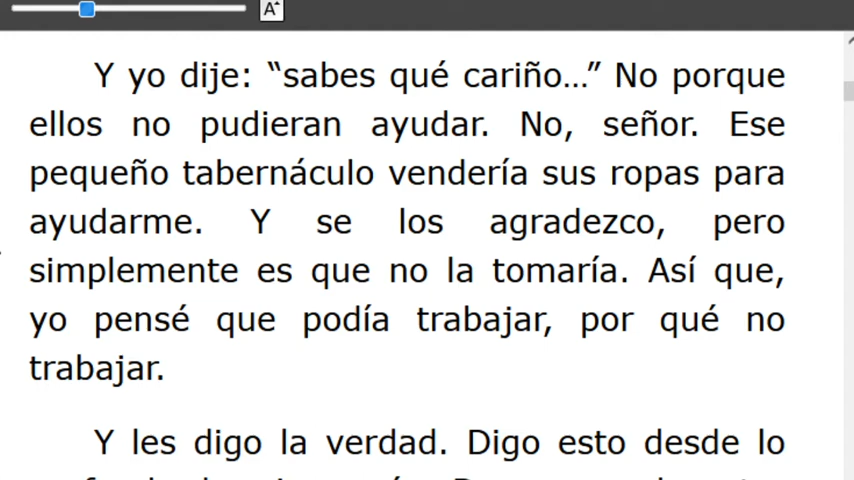 A
Y yo dije: “sabes qué cariño…” No porque
ellos no pudieran ayudar. No, señor. Ese
pequeño tabernáculo vendería sus ropas para
ayudarme. Y se los agradezco, pero
simplemente es que no la tomaría. Así que,
yo pensé que podía trabajar, por qué no
trabajar.
Y les digo la verdad. Digo esto desde lo